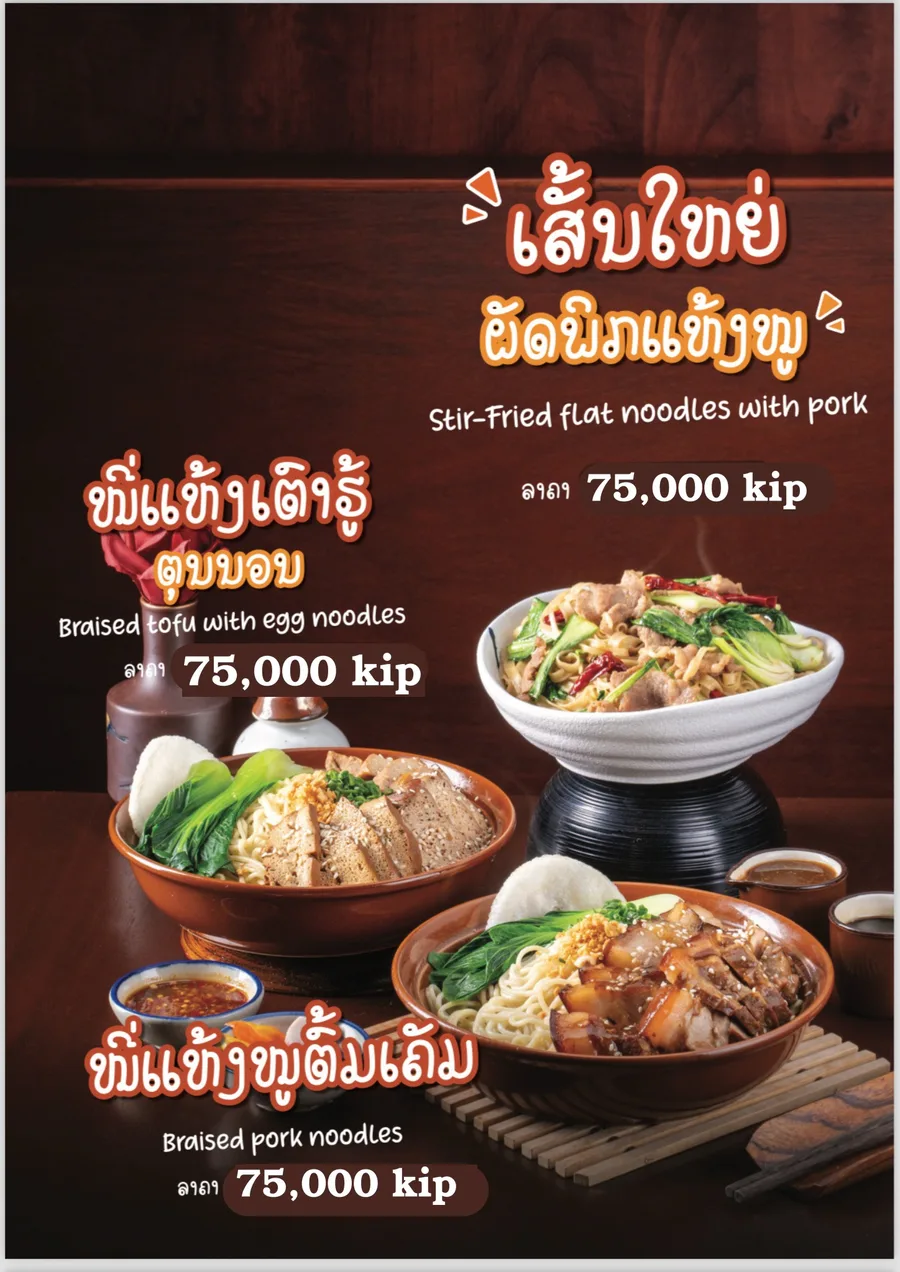 ເສັ້ນໃຫຍ່
ຜັດພິກແຫ້ງໝູ
Stir-Fried flat noodles with pork
ລາຄາ 75,000 kip
ໝີ່ແຫ້ງເຕົາຮູ້
ຕຸນນອນ
Braised tofu with egg noodles
ລາຄາ 75,000 kip
ໝີ່ແຫ້ງໝູຕົ້ມເຄັມ
Braised pork noodles
ລາຄາ 75,000 kip